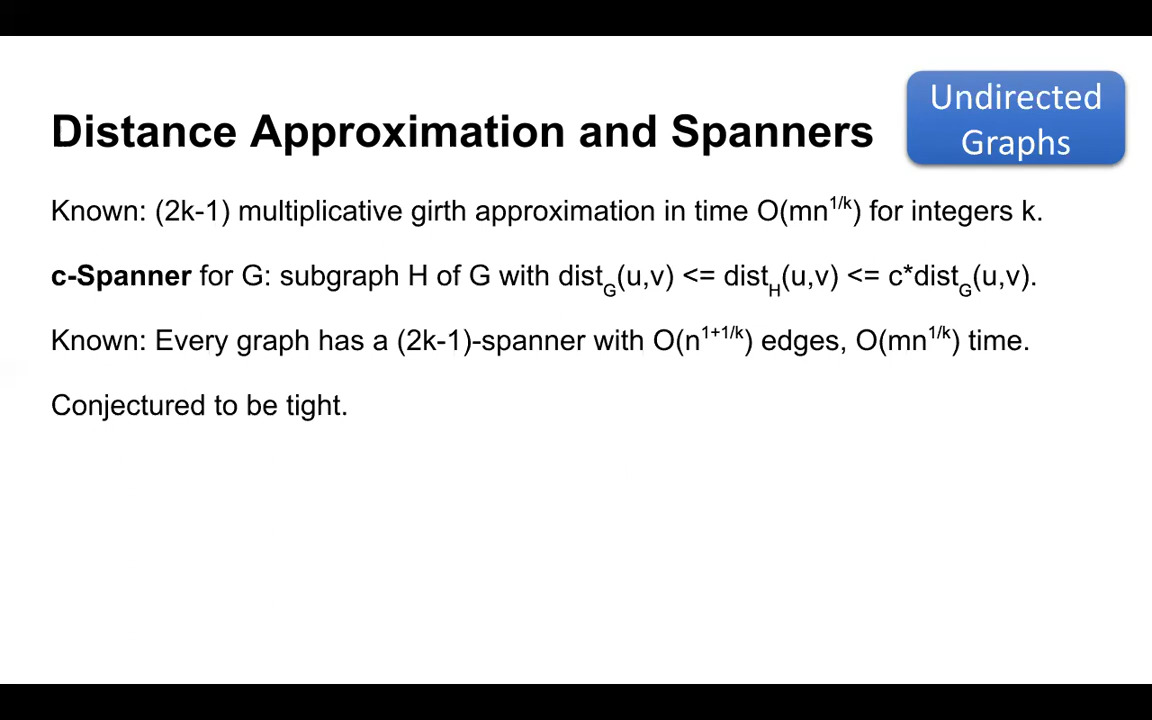 Undirected
Graphs
Distance Approximation and Spanners
Known: (2k-1) multiplicative girth approximation in time O(mn^1/k) for integers k.
c-Spanner for G: subgraph H of G with dist_G(u,v) <= dist_H(u,v) <= c*dist_G(u,v).
Known: Every graph has a (2k-1)-spanner with O(n^1+1/k) edges, O(mn^1/k) time.
Conjectured to be tight.